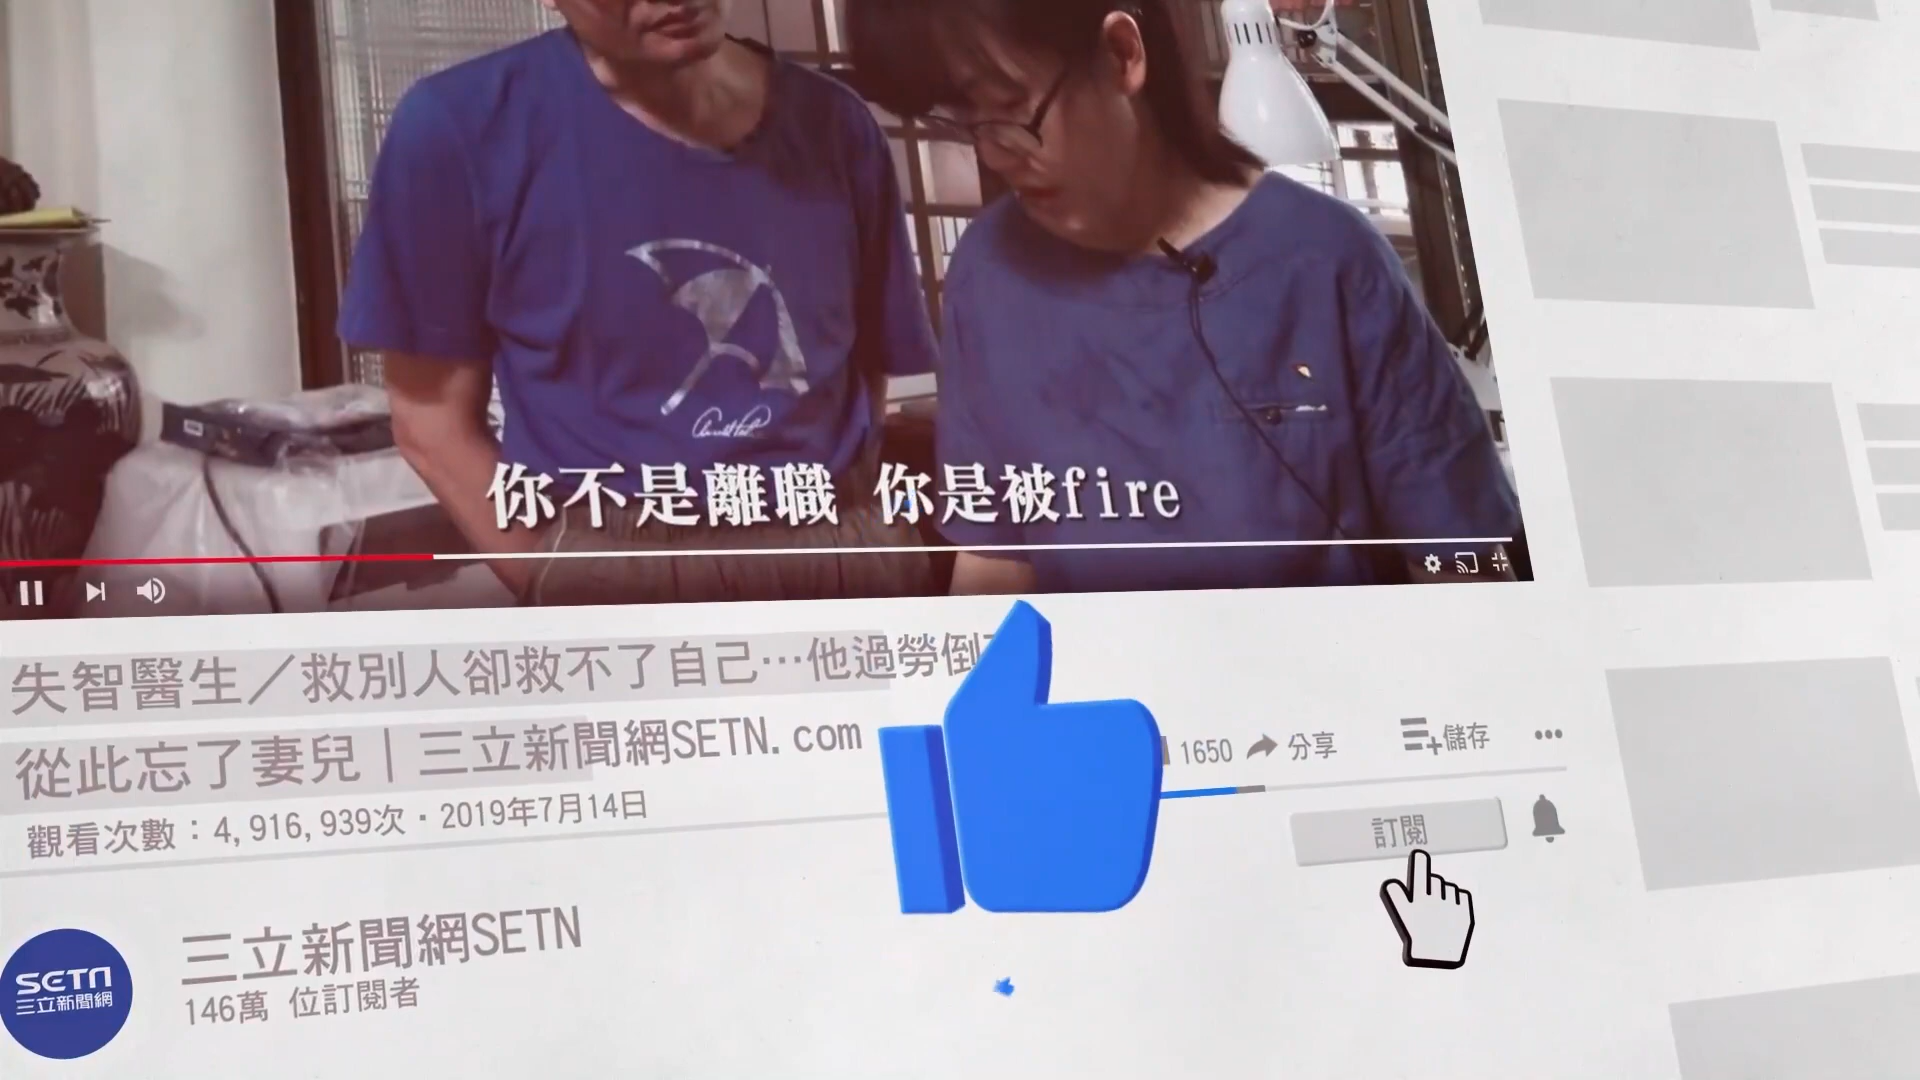 你不是離職 你是被fire
失智醫生／救別人卻救不了自己…他過勞倒
從此忘了妻兒｜三立新聞網SETN.com
1650 分享 儲存
觀看次數：4,916,939次・2019年7月14日
訂閱
三立新聞網SETN
146萬 位訂閱者
SETN
三立新聞網